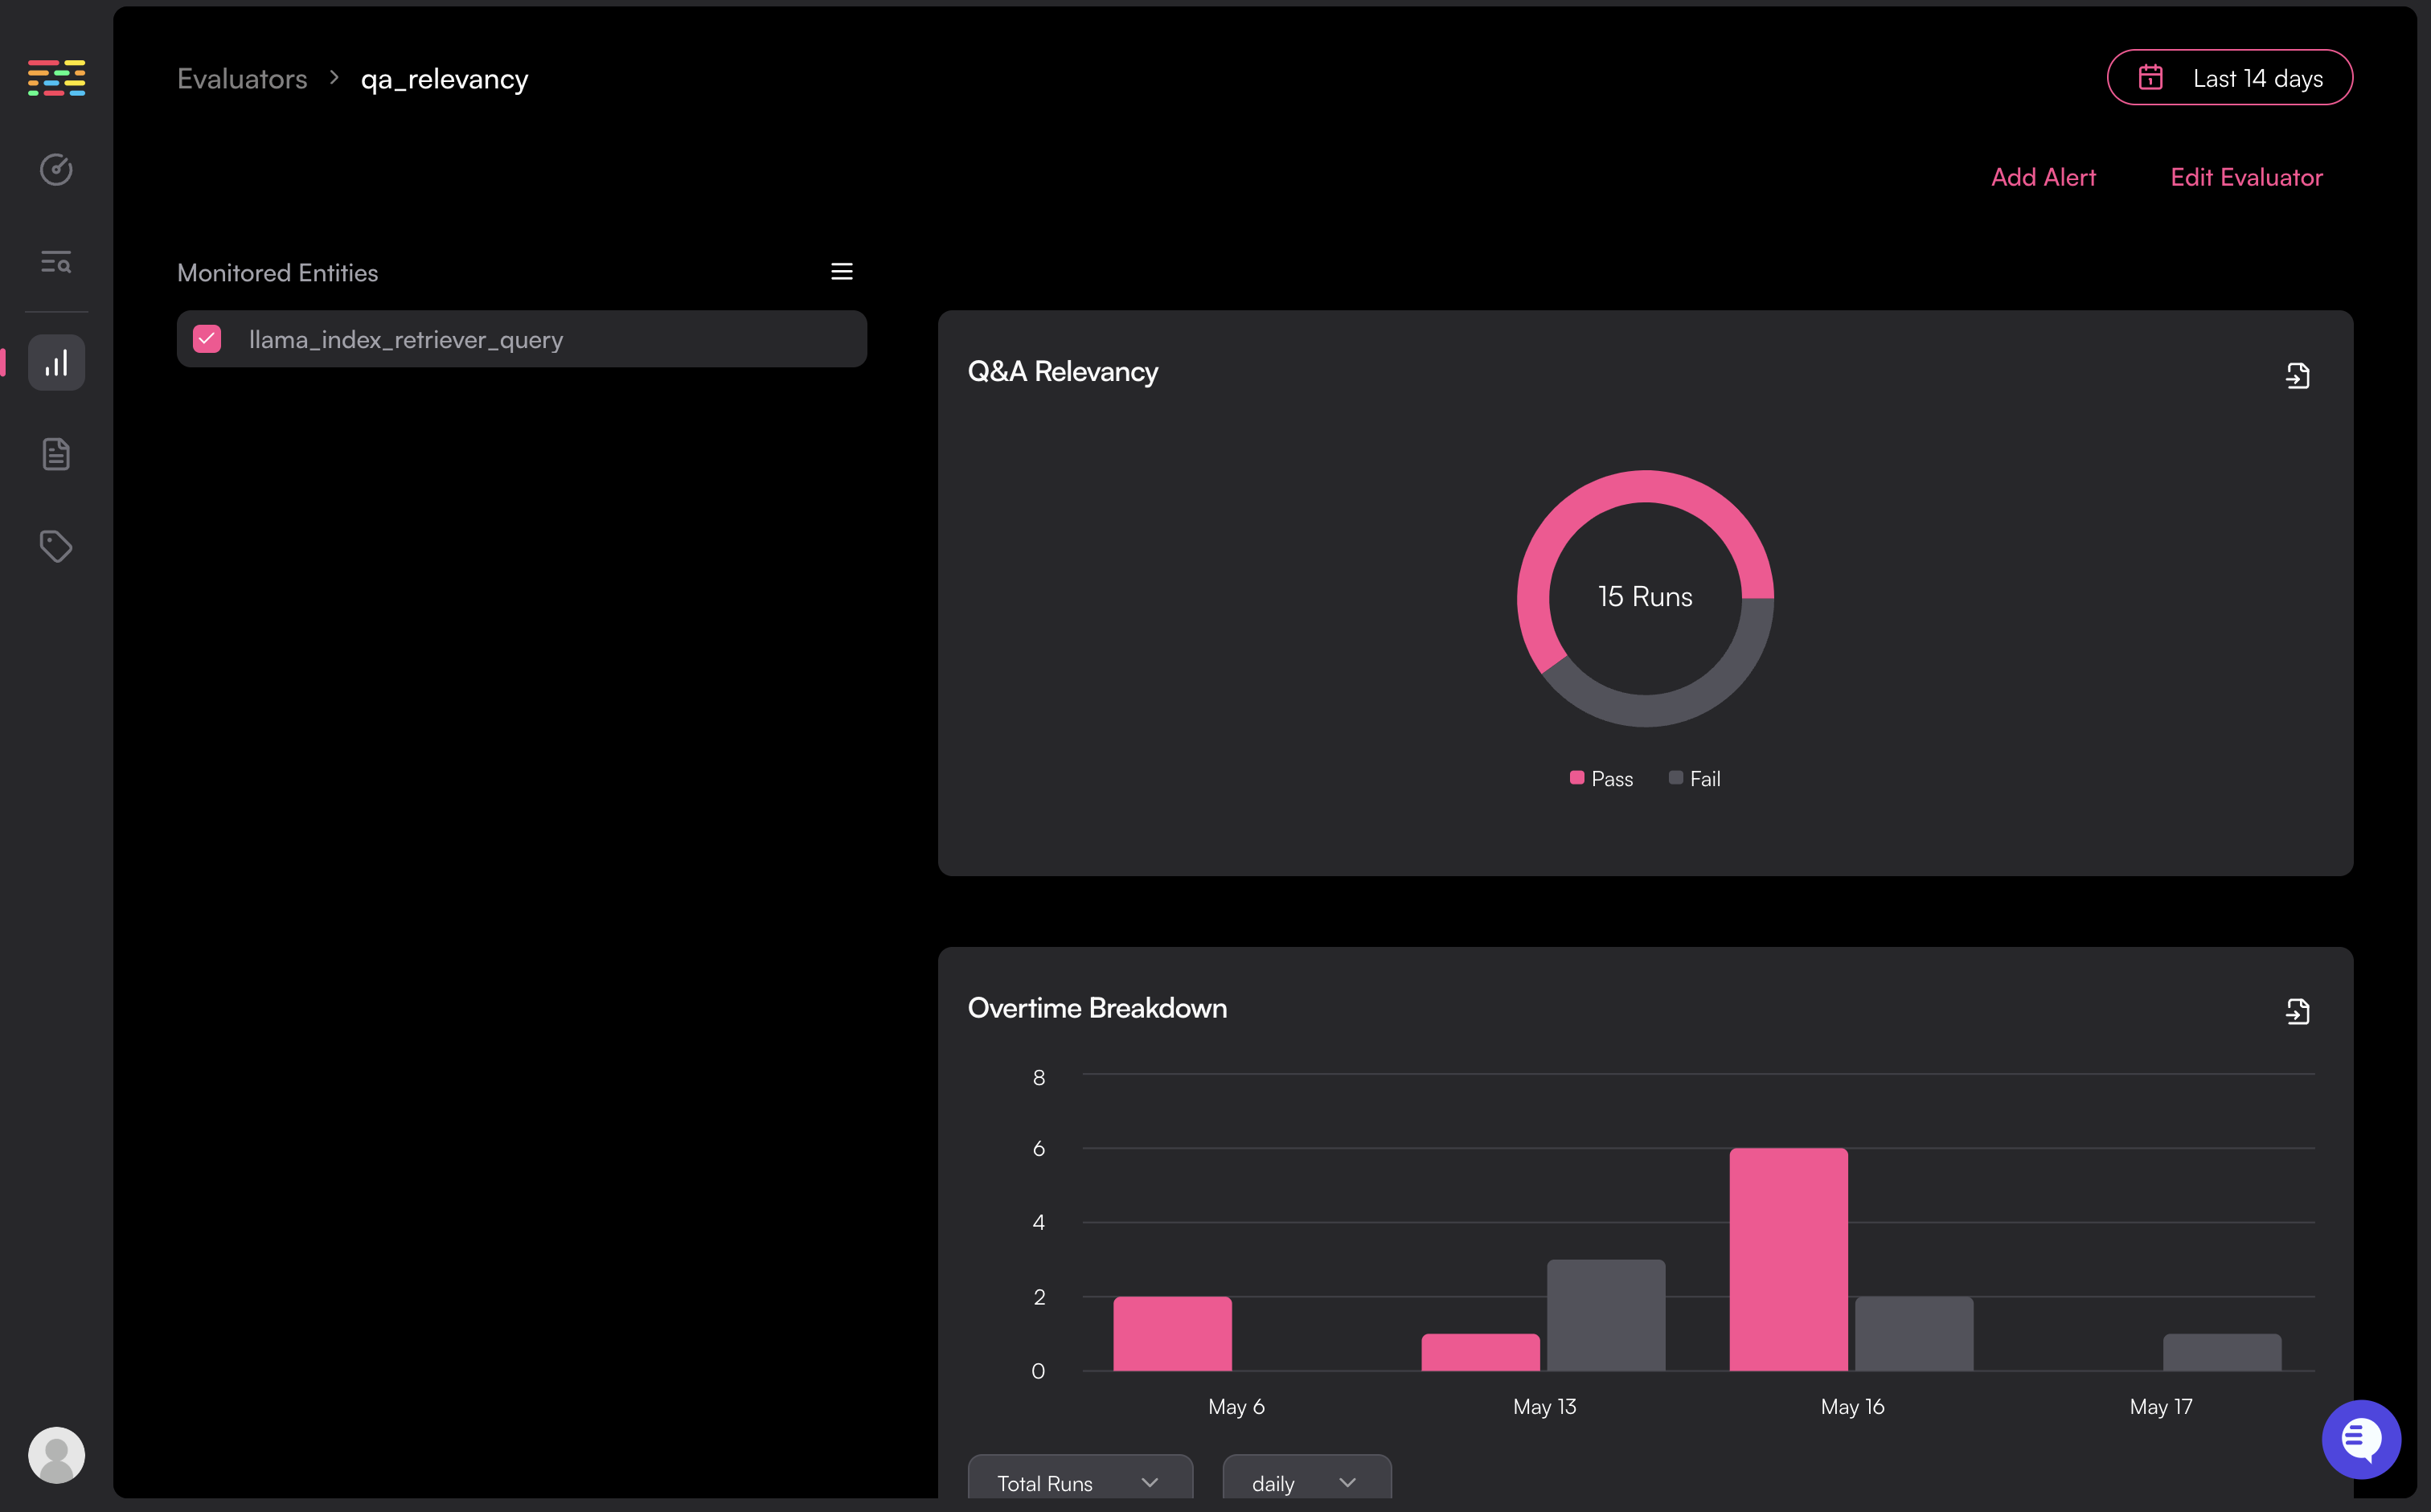 Evaluators > qa_relevancy
Last 14 days
Add Alert
Edit Evaluator
Monitored Entities
llama_index_retriever_query
Q&A Relevancy
15 Runs
Pass
Fail
Overtime Breakdown
8
6
4
2
0
May 6
May 13
May 16
May 17
Total Runs
daily